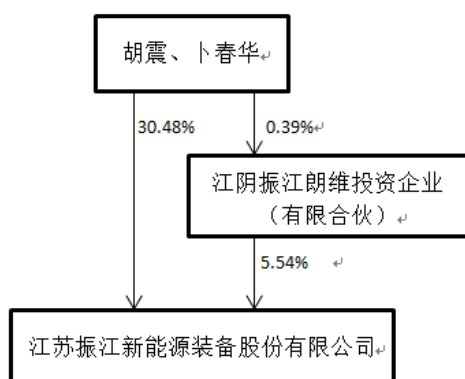 胡震、卜春华
30.48%
0.39%
江阴振江朗维投资企业
（有限合伙）
5.54%
江苏振江新能源装备股份有限公司